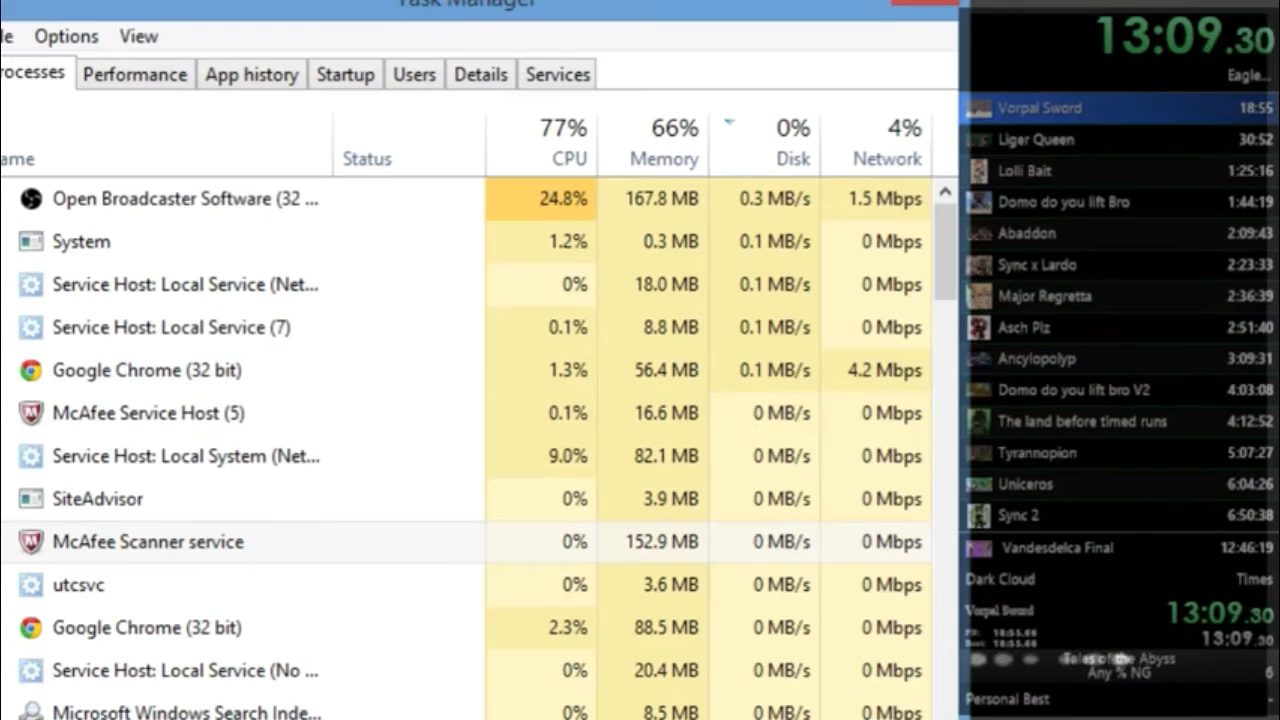 Task Manager
le Options View
rocesses Performance App history Startup Users Details Services
77% 66% 0% 4%
ame Status CPU Memory Disk Network
Open Broadcaster Software (32 ... 24.8% 167.8 MB 0.3 MB/s 1.5 Mbps
System 1.2% 0.3 MB 0.1 MB/s 0 Mbps
Service Host: Local Service (Net... 0% 18.0 MB 0.1 MB/s 0 Mbps
Service Host: Local Service (7) 0.1% 8.8 MB 0.1 MB/s 0 Mbps
Google Chrome (32 bit) 1.3% 56.4 MB 0.1 MB/s 4.2 Mbps
McAfee Service Host (5) 0.1% 16.6 MB 0 MB/s 0 Mbps
Service Host: Local System (Net... 9.0% 82.1 MB 0 MB/s 0 Mbps
SiteAdvisor 0% 3.9 MB 0 MB/s 0 Mbps
McAfee Scanner service 0% 152.9 MB 0 MB/s 0 Mbps
utcsvc 0% 3.6 MB 0 MB/s 0 Mbps
Google Chrome (32 bit) 2.3% 88.5 MB 0 MB/s 0 Mbps
Service Host: Local Service (No ... 0% 20.4 MB 0 MB/s 0 Mbps
Microsoft Windows Search Inde... 0% 8.5 MB 0 MB/s 0 Mbps
13:09.30
Eagle...
Vorpal Sword 18:55
Liger Queen 30:52
Lolli Bait 1:25:16
Domo do you lift Bro 1:44:19
Abaddon 2:09:43
Sync x Lardo 2:23:33
Major Regretta 2:36:39
Asch Plz 2:51:40
Ancylopolyp 3:09:31
Domo do you lift bro V2 4:03:08
The land before timed runs 4:12:52
Tyrannopion 5:07:27
Uniceros 6:04:26
Sync 2 6:50:38
Vandesdelca Final 12:46:19
Dark Cloud Times
Vorpal Sword 13:09.30
PB: 18:55.66
Best: 18:55.66 13:09.30
Tales of the Abyss
Any % NG 6
Personal Best -